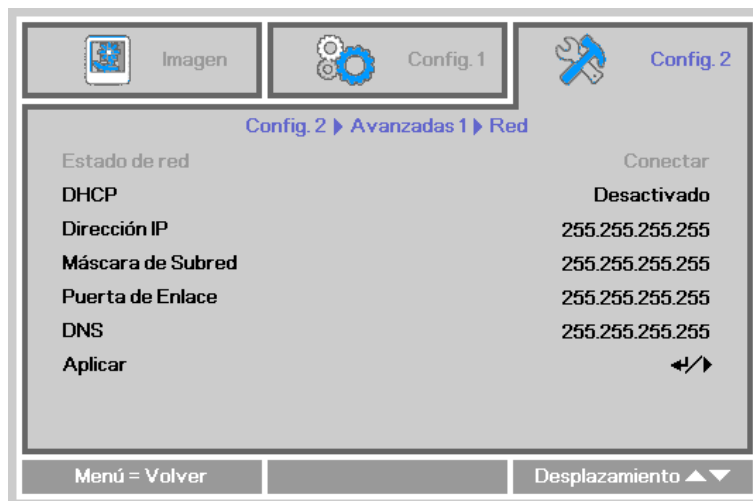 Imagen
Config. 1
Config. 2
Config. 2 ▶ Avanzadas 1 ▶ Red
Estado de red Conectar
DHCP Desactivado
Dirección IP 255.255.255.255
Máscara de Subred 255.255.255.255
Puerta de Enlace 255.255.255.255
DNS 255.255.255.255
Aplicar ↵/▶
Menú = Volver
Desplazamiento ▲▼